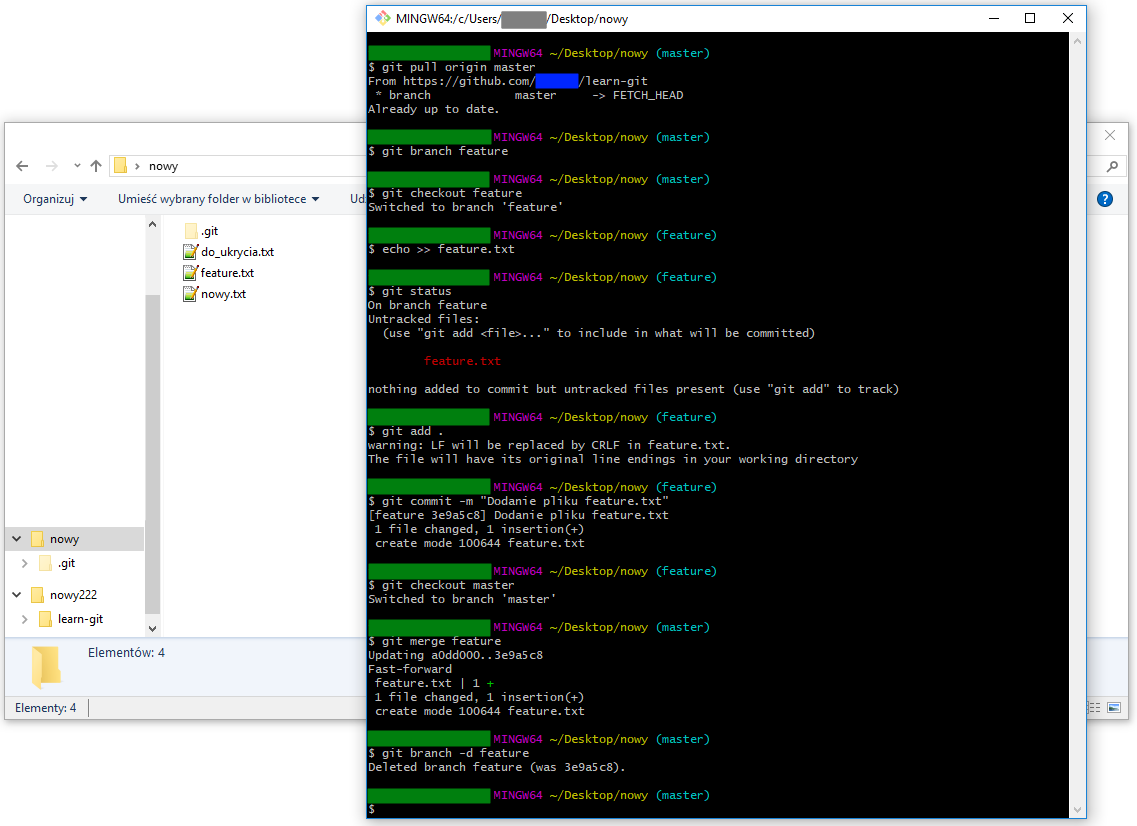 MINGW64:/c/Users/ /Desktop/nowy
MINGW64 ~/Desktop/nowy (master)
$ git pull origin master
From https://github.com/ /learn-git
 * branch            master     -> FETCH_HEAD
Already up to date.
MINGW64 ~/Desktop/nowy (master)
$ git branch feature
MINGW64 ~/Desktop/nowy (master)
$ git checkout feature
Switched to branch 'feature'
MINGW64 ~/Desktop/nowy (feature)
$ echo >> feature.txt
MINGW64 ~/Desktop/nowy (feature)
$ git status
On branch feature
Untracked files:
  (use "git add <file>..." to include in what will be committed)
        feature.txt
nothing added to commit but untracked files present (use "git add" to track)
MINGW64 ~/Desktop/nowy (feature)
$ git add .
warning: LF will be replaced by CRLF in feature.txt.
The file will have its original line endings in your working directory
MINGW64 ~/Desktop/nowy (feature)
$ git commit -m "Dodanie pliku feature.txt"
[feature 3e9a5c8] Dodanie pliku feature.txt
 1 file changed, 1 insertion(+)
 create mode 100644 feature.txt
MINGW64 ~/Desktop/nowy (feature)
$ git checkout master
Switched to branch 'master'
MINGW64 ~/Desktop/nowy (master)
$ git merge feature
Updating a0dd000..3e9a5c8
Fast-forward
 feature.txt | 1 +
 1 file changed, 1 insertion(+)
 create mode 100644 feature.txt
MINGW64 ~/Desktop/nowy (master)
$ git branch -d feature
Deleted branch feature (was 3e9a5c8).
MINGW64 ~/Desktop/nowy (master)
$
nowy
Organizuj
Umieść wybrany folder w bibliotece
Ud
?
.git
do_ukrycia.txt
feature.txt
nowy.txt
nowy
.git
nowy222
learn-git
Elementów: 4
Elementy: 4